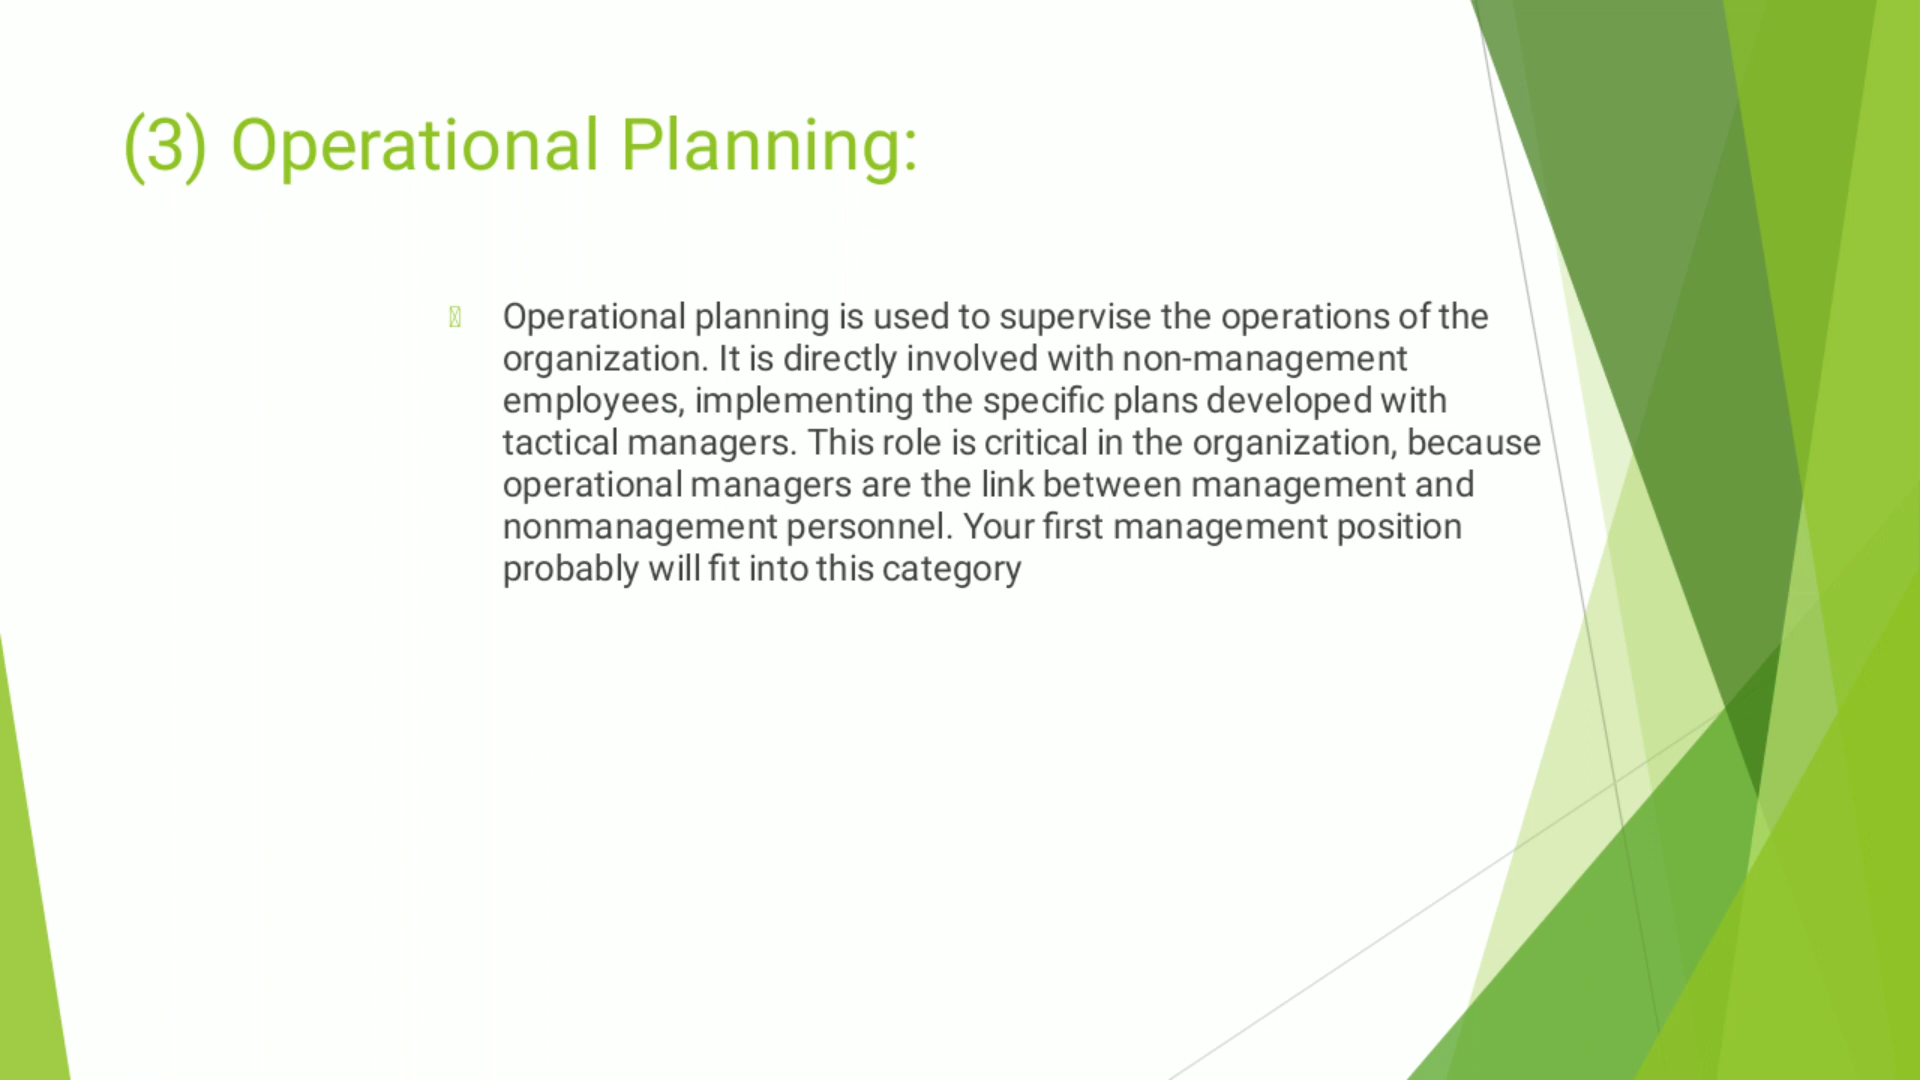 (3) Operational Planning:
Operational planning is used to supervise the operations of the
organization. It is directly involved with non-management
employees, implementing the specific plans developed with
tactical managers. This role is critical in the organization, because
operational managers are the link between management and
nonmanagement personnel. Your first management position
probably will fit into this category